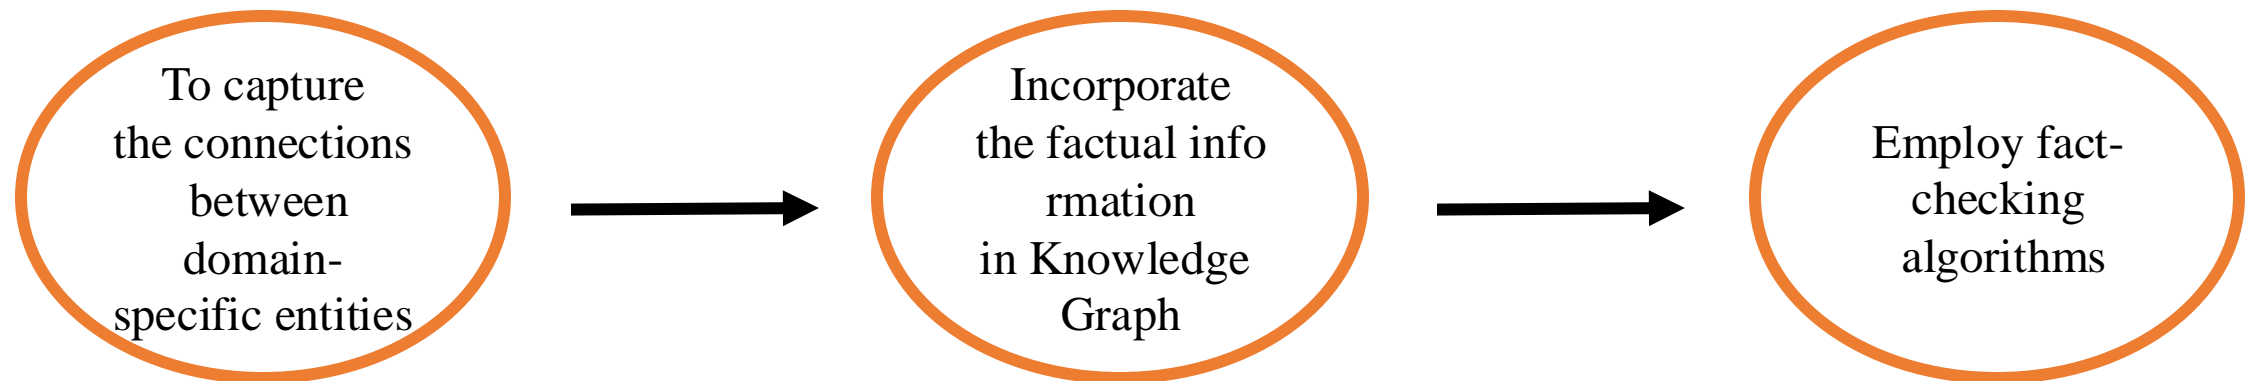 To capture
the connections
between
domain-
specific entities
Incorporate
the factual info
rmation
in Knowledge
Graph
Employ fact-
checking
algorithms